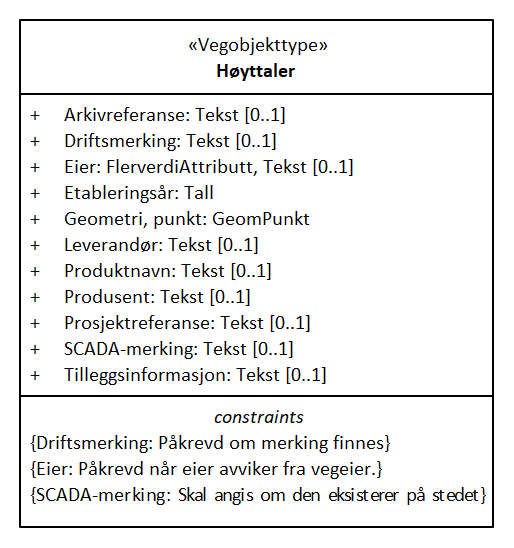 «Vegobjekttype»
Høyttaler
+ Arkivreferanse: Tekst [0..1]
+ Driftsmerking: Tekst [0..1]
+ Eier: FlerverdiAttributt, Tekst [0..1]
+ Etableringsår: Tall
+ Geometri, punkt: GeomPunkt
+ Leverandør: Tekst [0..1]
+ Produktnavn: Tekst [0..1]
+ Produsent: Tekst [0..1]
+ Prosjektreferanse: Tekst [0..1]
+ SCADA-merking: Tekst [0..1]
+ Tilleggsinformasjon: Tekst [0..1]
constraints
{Driftsmerking: Påkrevd om merking finnes}
{Eier: Påkrevd når eier avviker fra vegeier.}
{SCADA-merking: Skal angis om den eksisterer på stedet}